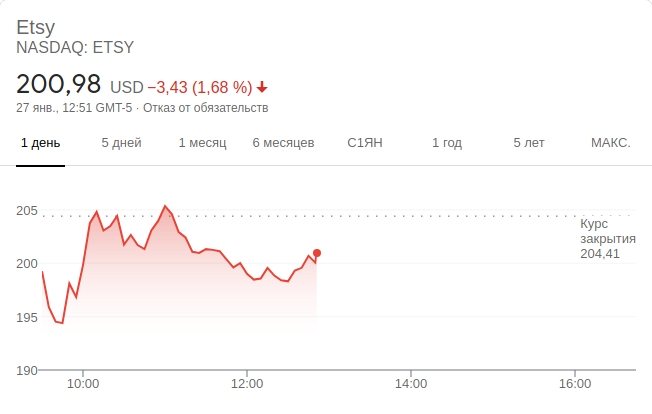 Etsy
NASDAQ: ETSY
200,98 USD −3,43 (1,68 %)
27 янв., 12:51 GMT-5 · Отказ от обязательств
1 день 5 дней 1 месяц 6 месяцев С1ЯН 1 год 5 лет МАКС.
205
Курс
закрытия
204,41
200
195
190
10:00 12:00 14:00 16:00